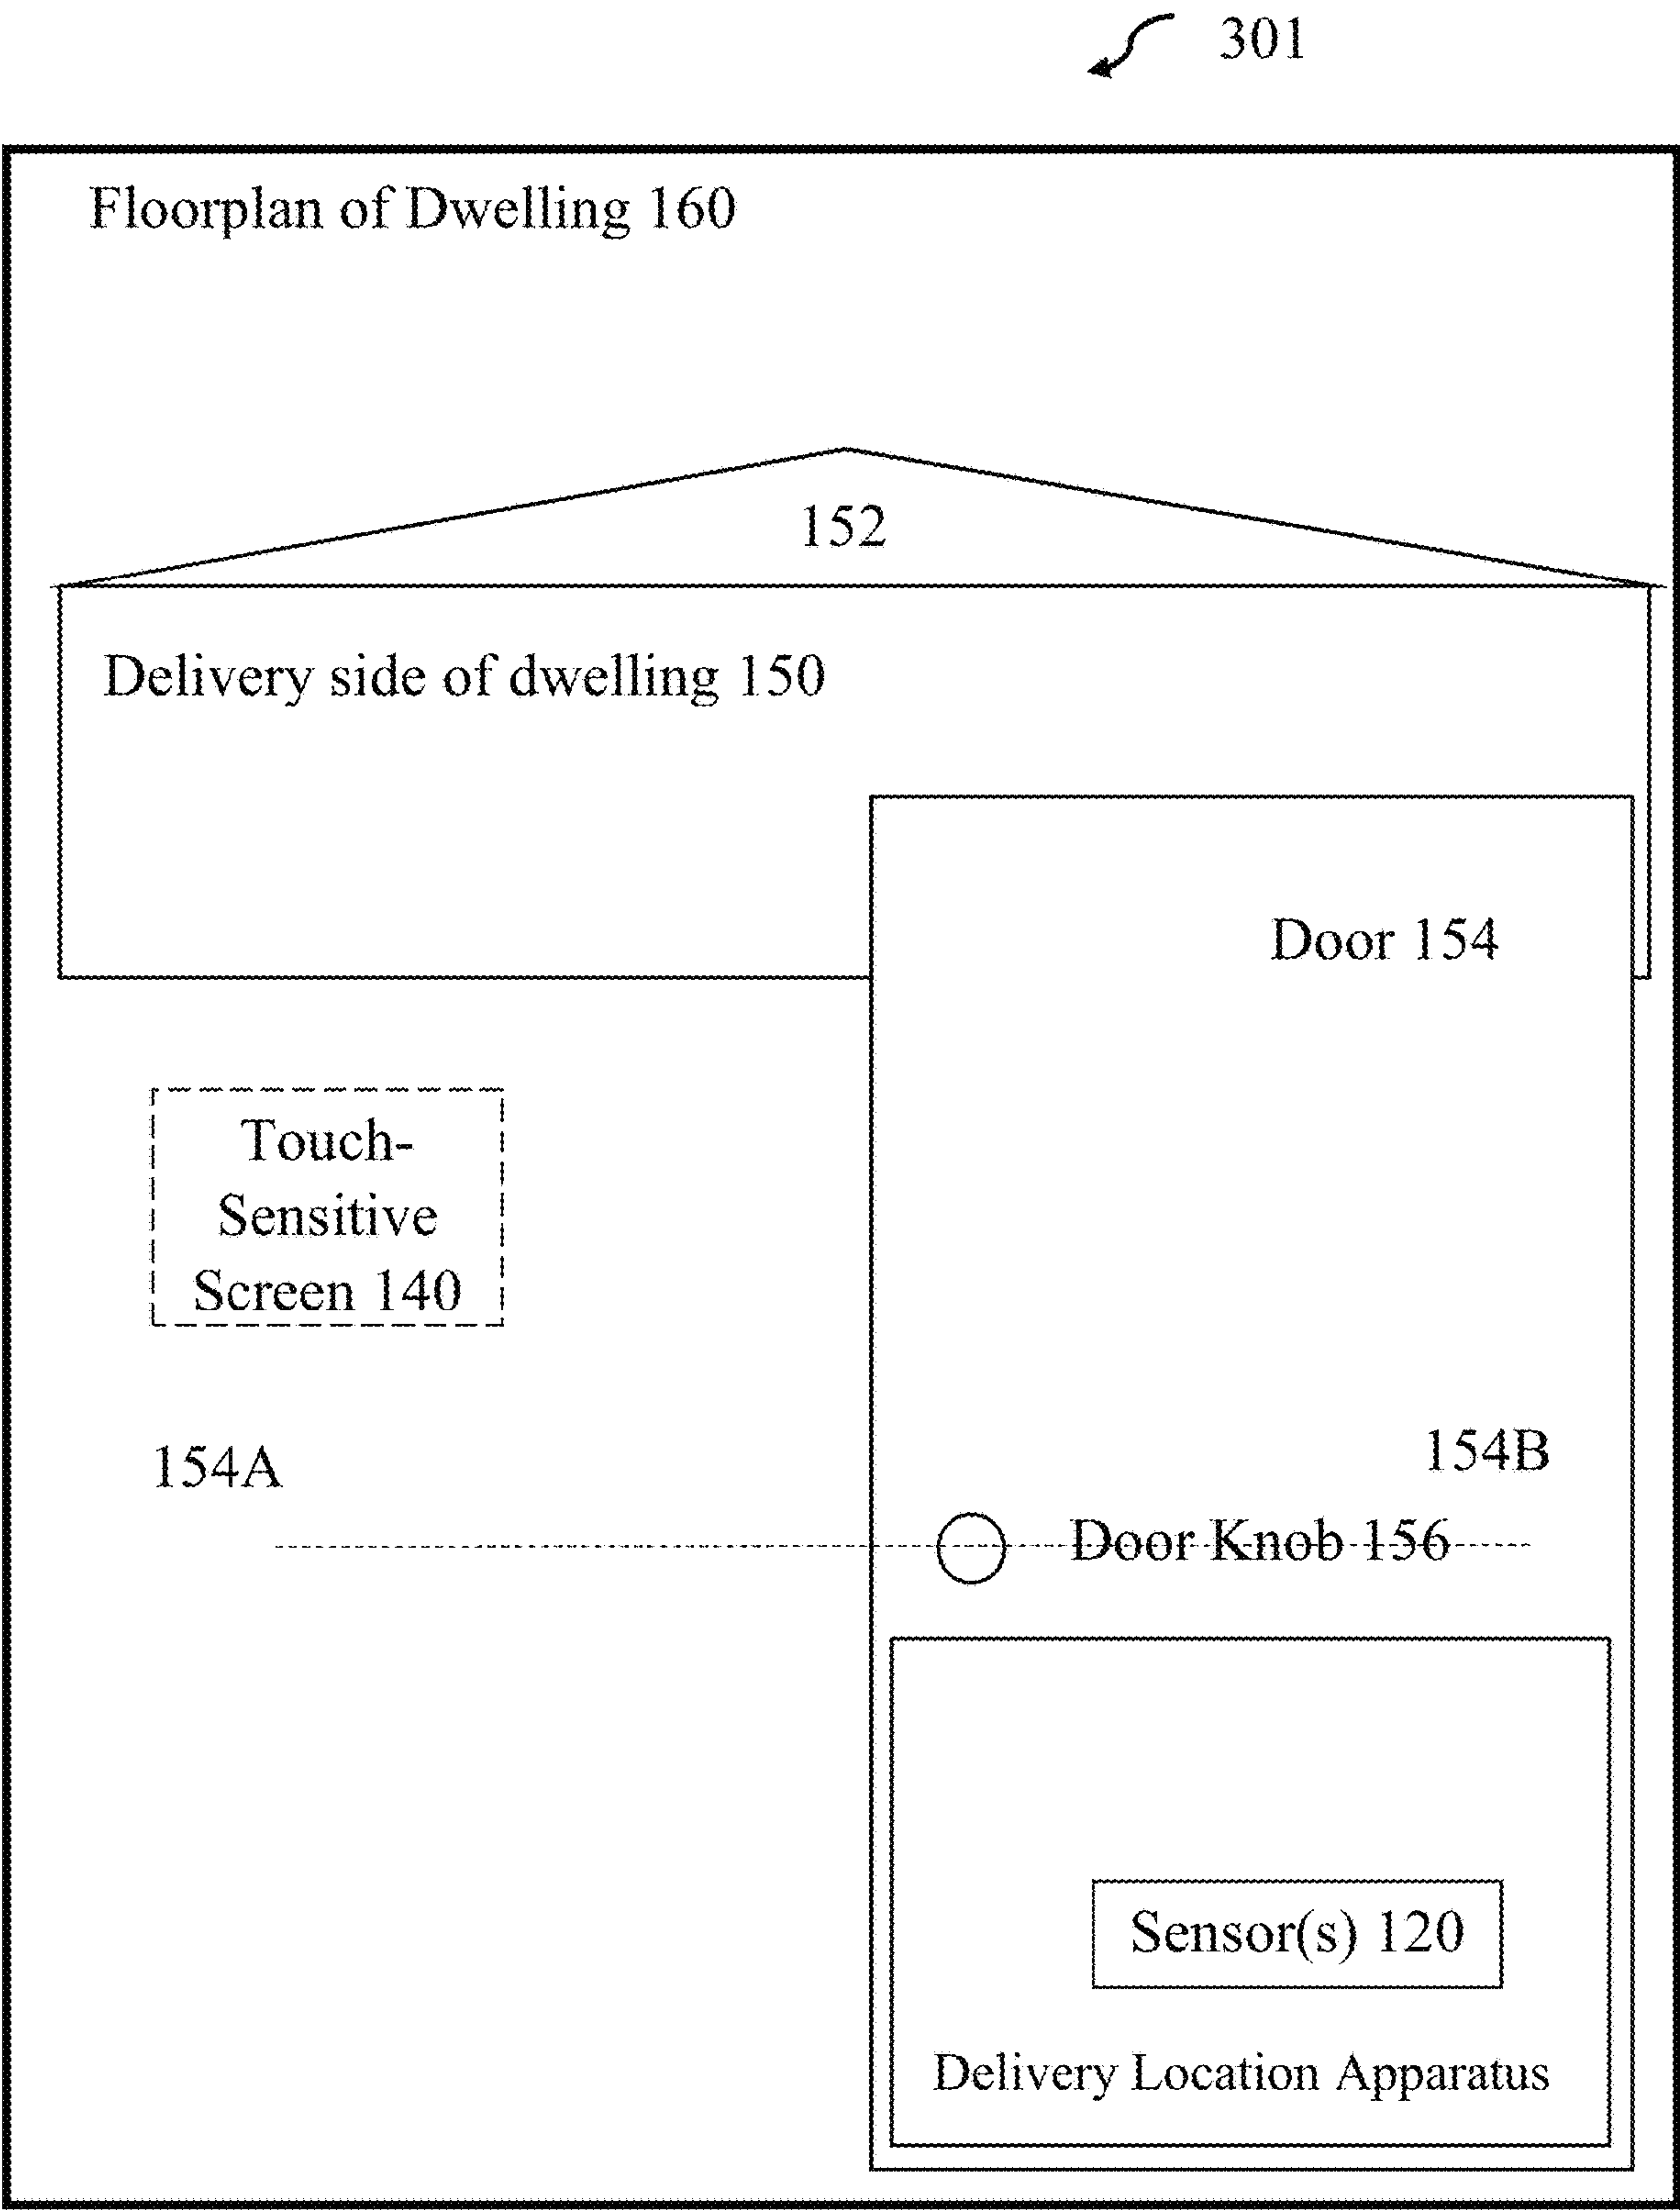 301
Floorplan of Dwelling 160
152
Delivery side of dwelling 150
Door 154
Touch-
Sensitive
Screen 140
154A
154B
Door Knob 156
Sensor(s) 120
Delivery Location Apparatus